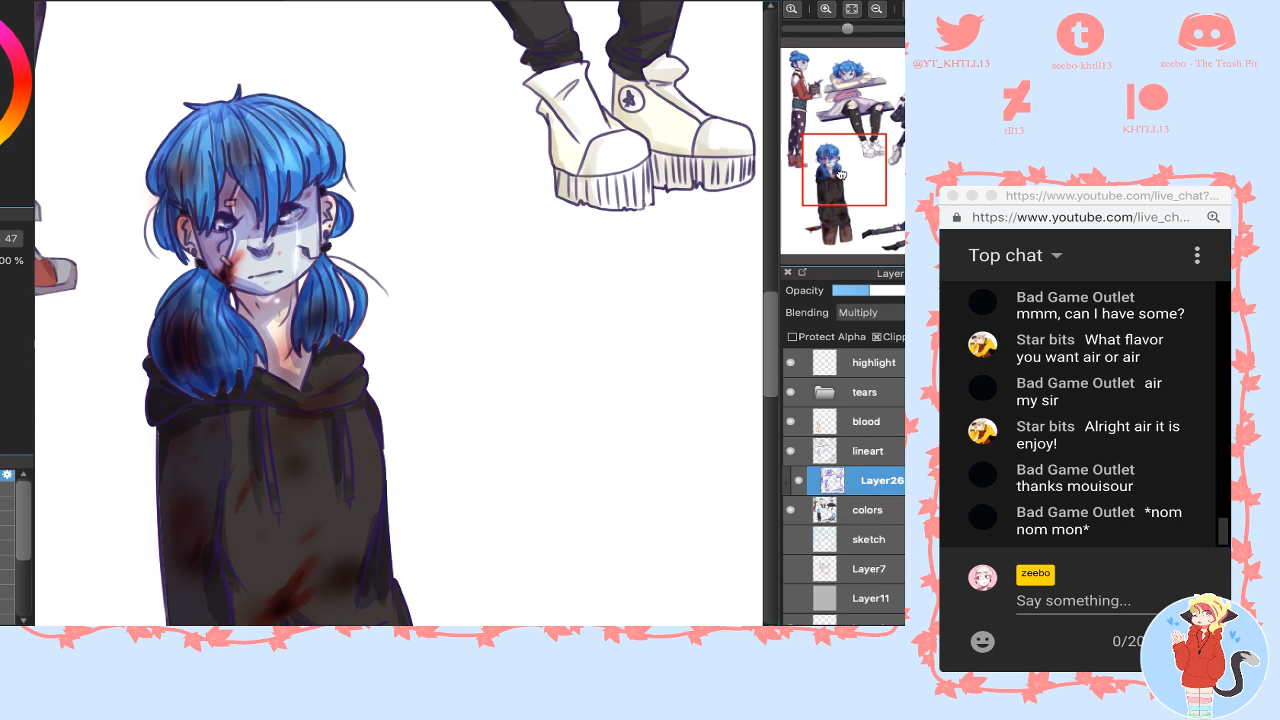 47
00 %
Layer
Opacity
Blending Multiply
Protect Alpha Clipp
highlight
tears
blood
lineart
Layer26
colors
sketch
Layer7
Layer11
@YT_KHTLL13
zeebo-khtll13
zeebo - The Trash Pit
tll13
KHTLL13
https://www.youtube.com/live_chat?...
https://www.youtube.com/live_ch...
Top chat
Bad Game Outlet
mmm, can I have some?
Star bits What flavor
you want air or air
Bad Game Outlet air
my sir
Star bits Alright air it is
enjoy!
Bad Game Outlet
thanks mouisour
Bad Game Outlet *nom
nom mon*
zeebo
Say something...
0/20